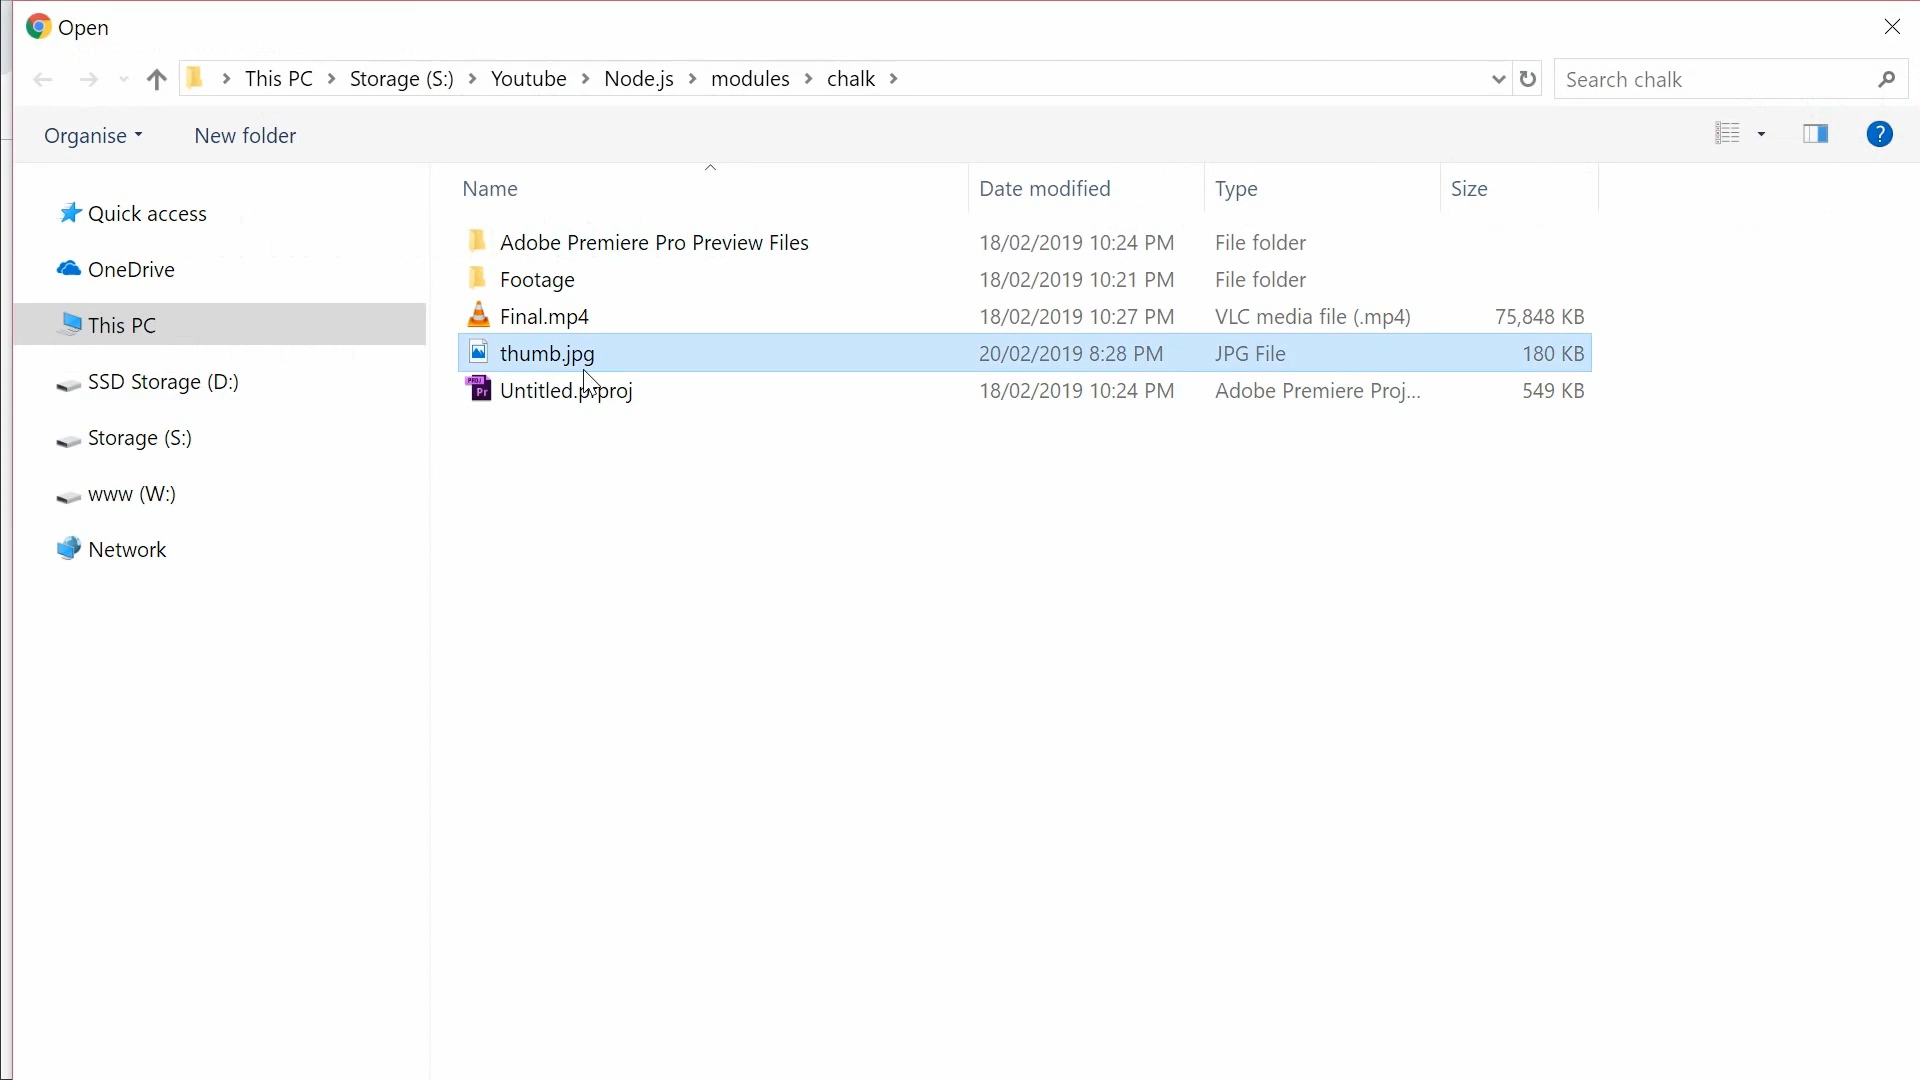 Open
This PC Storage (S:) Youtube Node.js modules chalk Search chalk
Organise New folder ?
Name Date modified Type Size
Quick access
OneDrive
This PC
SSD Storage (D:)
Storage (S:)
www (W:)
Network
Adobe Premiere Pro Preview Files 18/02/2019 10:24 PM File folder
Footage 18/02/2019 10:21 PM File folder
Final.mp4 18/02/2019 10:27 PM VLC media file (.mp4) 75,848 KB
thumb.jpg 20/02/2019 8:28 PM JPG File 180 KB
PROJ Pr Untitled.prproj 18/02/2019 10:24 PM Adobe Premiere Proj... 549 KB